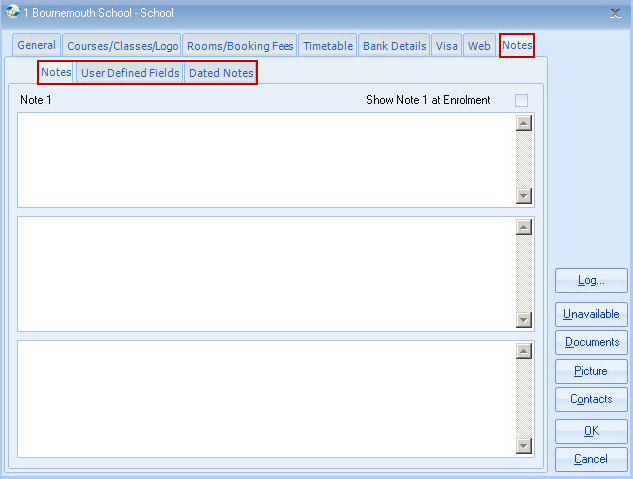 1 Bournemouth School - School
General Courses/Classes/Logo Rooms/Booking Fees Timetable Bank Details Visa Web Notes
Notes User Defined Fields Dated Notes
Note 1 Show Note 1 at Enrolment
Log...
Unavailable
Documents
Picture
Contacts
OK
Cancel